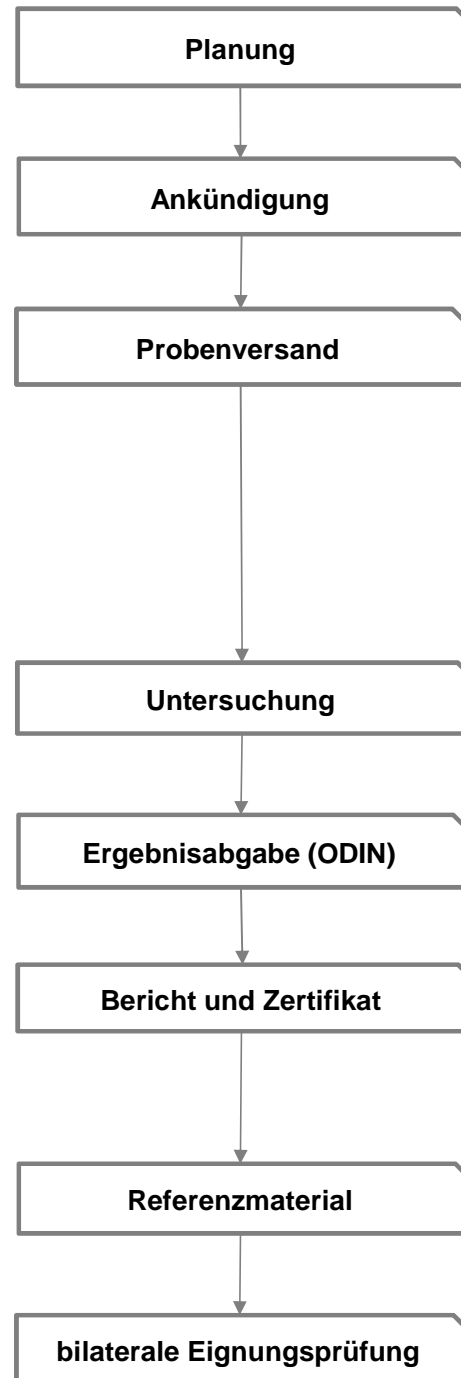 Planung
Ankündigung
Probenversand
Untersuchung
Ergebnisabgabe (ODIN)
Bericht und Zertifikat
Referenzmaterial
bilaterale Eignungsprüfung